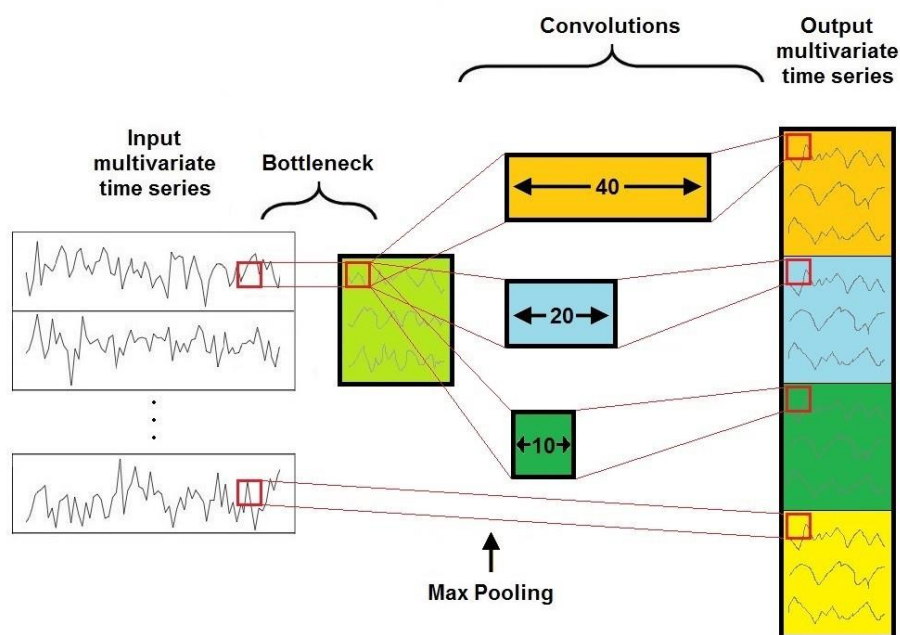 Convolutions
Output
multivariate
time series
Input
multivariate
time series
Bottleneck
40
20
10
Max Pooling